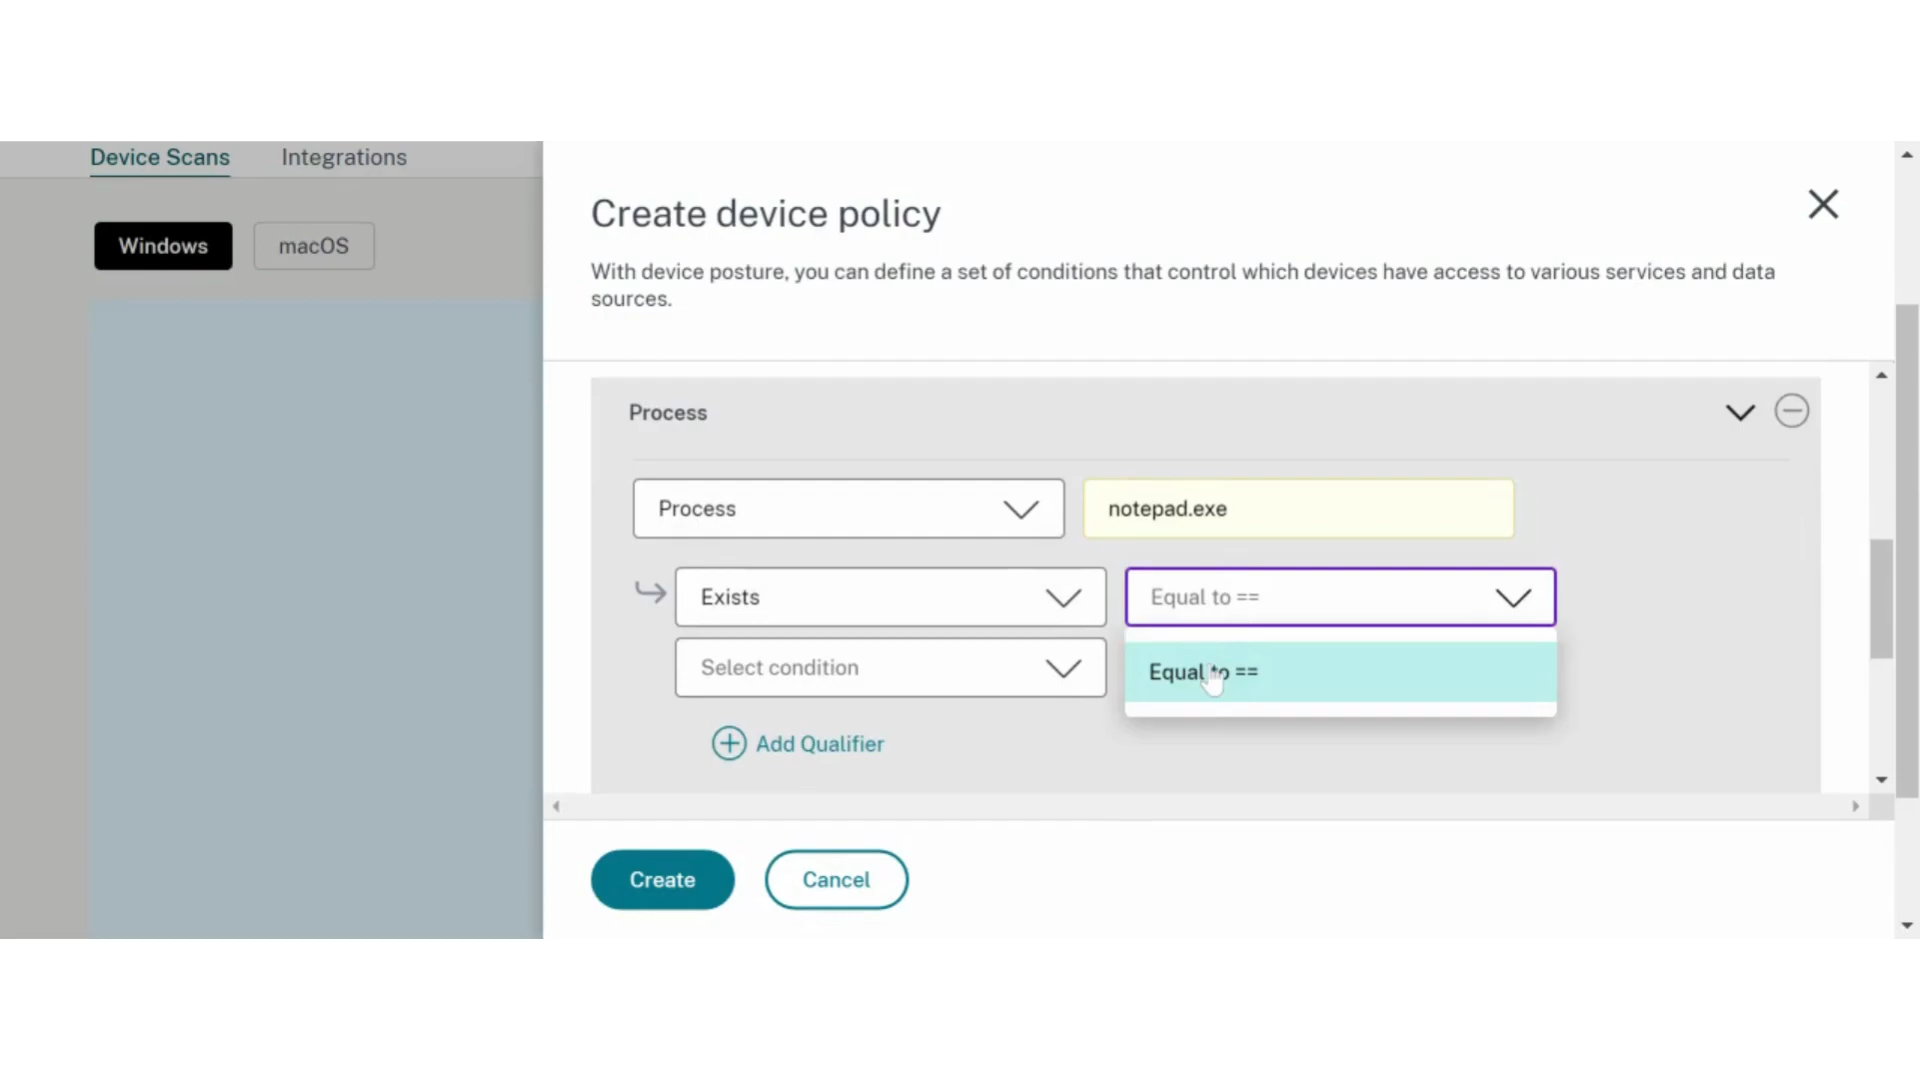 Device Scans
Integrations
Windows
macOS
Create device policy
With device posture, you can define a set of conditions that control which devices have access to various services and data
sources.
Process
Process
notepad.exe
Exists
Equal to ==
Select condition
Equal to ==
Add Qualifier
Create
Cancel